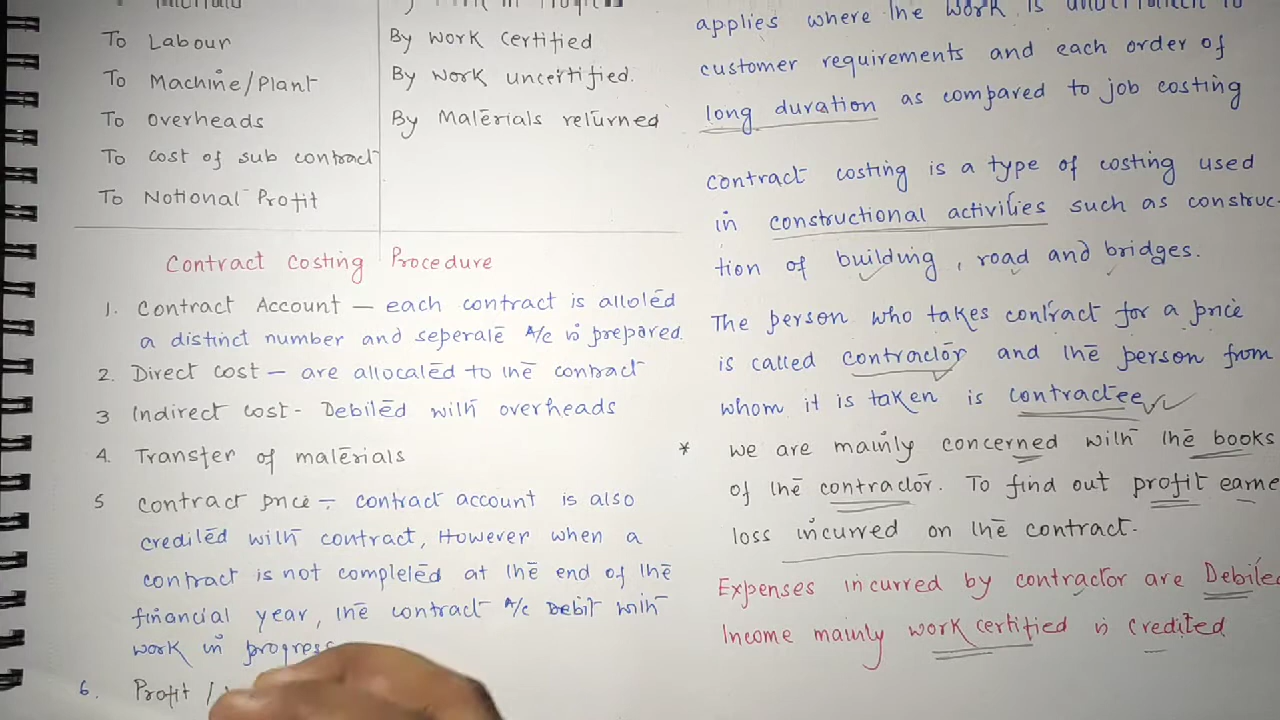 To Labour
To Machine/Plant
To overheads
To cost of sub contract
To Notional Profit
By work certified
By work uncertified.
By Materials returned
Contract Costing Procedure
1. Contract Account — each contract is alloted
a distinct number and seperate A/c is prepared.
2. Direct cost — are allocated to the contract
3 Indirect cost - Debited with overheads
4. Transfer of materials
5 contract price :- contract account is also
credited with contract, However when a
contract is not completed at the end of the
financial year, the contract A/c Debit with
work in progress
6. Profit /
applies where the work is
customer requirements and each order of
long duration as compared to job costing
contract costing is a type of costing used
in constructional activities such as construc-
tion of building, road and bridges.
The person who takes contract for a price
is called contractor and the person from
whom it is taken is contractee
* we are mainly concerned with the books
of the contractor. To find out profit earne
loss incurred on the contract.
Expenses incurred by contractor are Debited
Income mainly work certified is credited